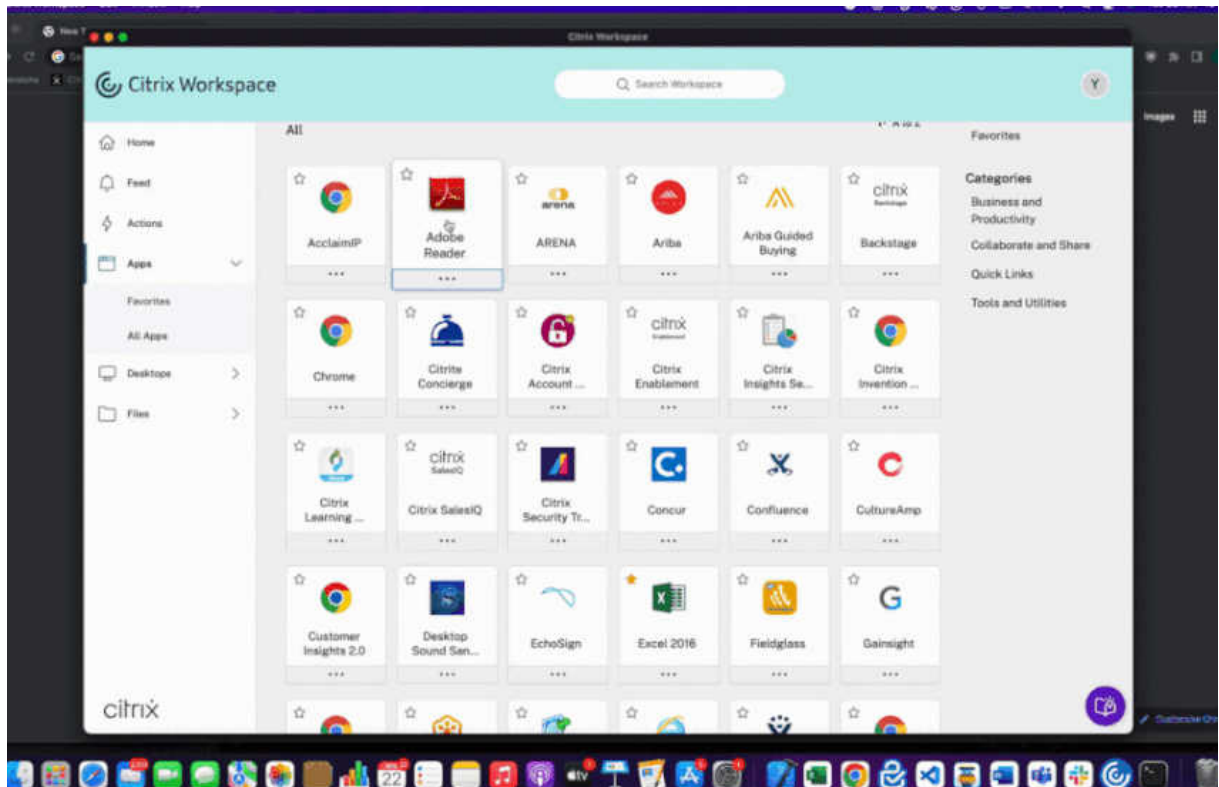 Citrix Workspace
Citrix Workspace
Search Workspace
Y
Images
Home
Feed
Actions
Apps
Favorites
All Apps
Desktops
Files
citrix
All
AcclaimIP
Adobe
Reader
arena
ARENA
Ariba
Ariba Guided
Buying
citrix
Backstage
Chrome
Citrite
Concierge
Citrix
Account ...
citrix
Citrix
Enablement
Citrix
Insights Se...
Citrix
Invention ...
Citrix
Learning ...
citrix
SalesIQ
Citrix SalesIQ
Citrix
Security Tr...
Concur
Confluence
CultureAmp
Customer
Insights 2.0
Desktop
Sound Sen...
EchoSign
Excel 2016
Fieldglass
G
Gainsight
Favorites
Categories
Business and
Productivity
Collaborate and Share
Quick Links
Tools and Utilities
22
tv